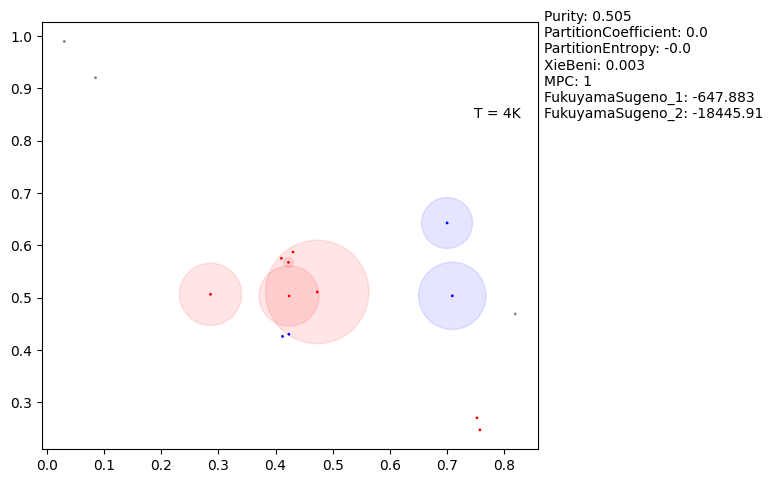 Purity: 0.505
PartitionCoefficient: 0.0
PartitionEntropy: -0.0
XieBeni: 0.003
MPC: 1
FukuyamaSugeno_1: -647.883
FukuyamaSugeno_2: -18445.91
T = 4K
1.0
0.9
0.8
0.7
0.6
0.5
0.4
0.3
0.0 0.1 0.2 0.3 0.4 0.5 0.6 0.7 0.8